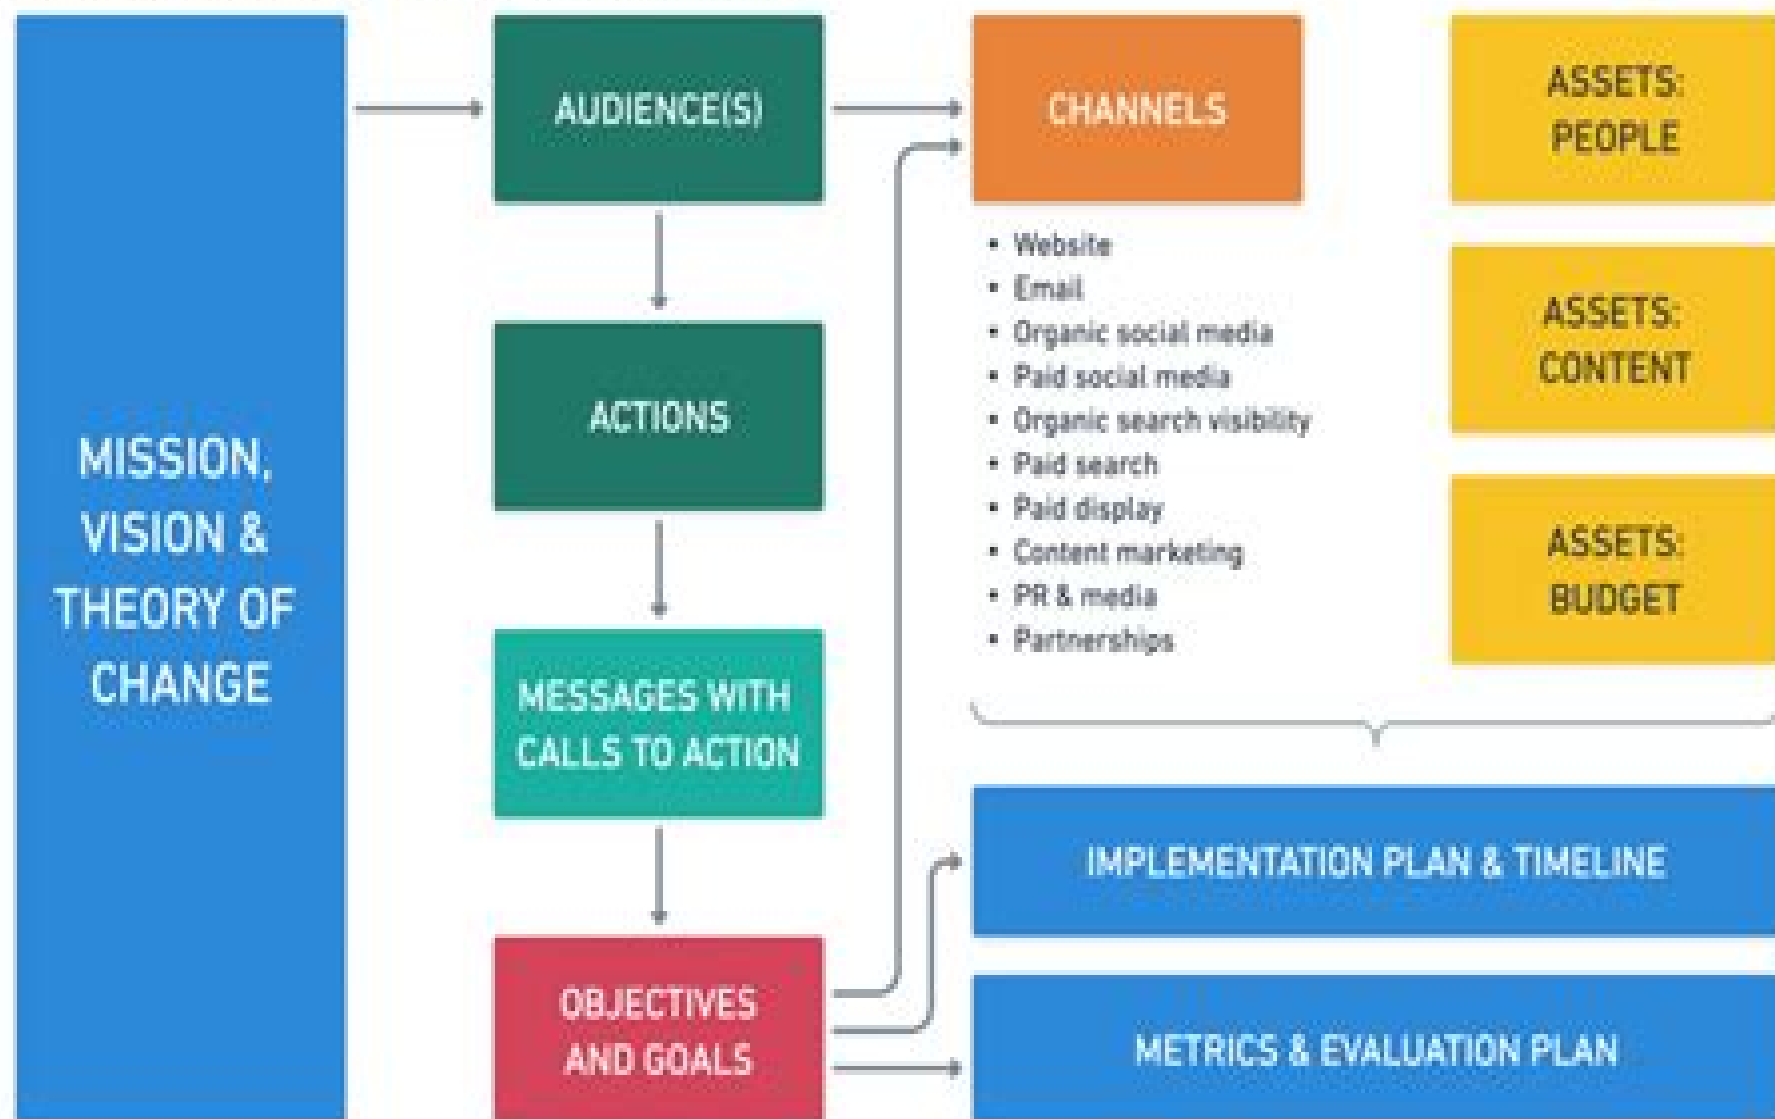 MISSION,
VISION &
THEORY OF
CHANGE
AUDIENCE(S)
ACTIONS
MESSAGES WITH
CALLS TO ACTION
OBJECTIVES
AND GOALS
CHANNELS
• Website
• Email
• Organic social media
• Paid social media
• Organic search visibility
• Paid search
• Paid display
• Content marketing
• PR & media
• Partnerships
ASSETS:
PEOPLE
ASSETS:
CONTENT
ASSETS:
BUDGET
IMPLEMENTATION PLAN & TIMELINE
METRICS & EVALUATION PLAN